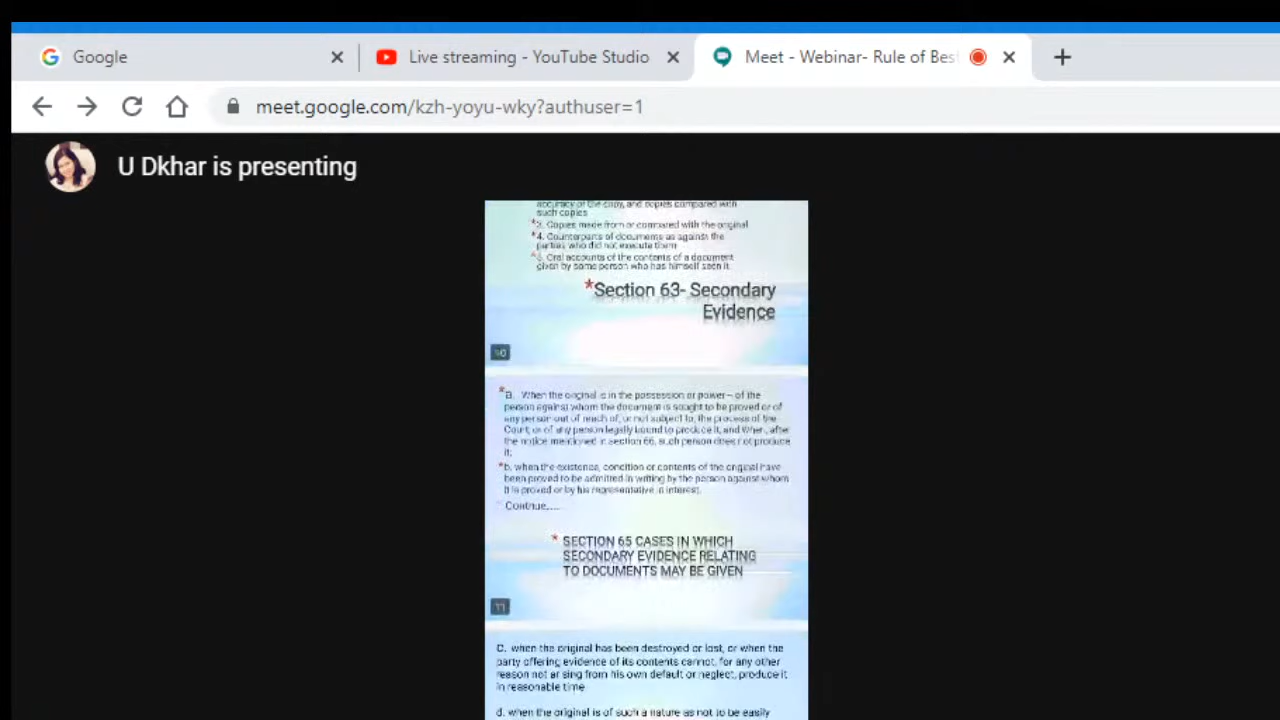 Google
Live streaming - YouTube Studio
Meet - Webinar- Rule of Bes
meet.google.com/kzh-yoyu-wky?authuser=1
U Dkhar is presenting
accuracy of the copy, and copies compared with
such copies
*3. Copies made from or compared with the original
*4. Counterparts of documents as against the
parties who did not execute them
*5. Oral accounts of the contents of a document
given by some person who has himself seen it.
*Section 63- Secondary
Evidence
10
*a. When the original is in the possession or power– of the
person against whom the document is sought to be proved or of
any person out of reach of, or not subject to, the process of the
Court or of any person legally bound to produce it, and when, after
the notice mentioned in section 66, such person does not produce
it;
*b. when the existence, condition or contents of the original have
been proved to be admitted in writing by the person against whom
it is proved or by his representative in interest;
Continue....
* SECTION 65 CASES IN WHICH
SECONDARY EVIDENCE RELATING
TO DOCUMENTS MAY BE GIVEN
11
C. when the original has been destroyed or lost, or when the
party offering evidence of its contents cannot, for any other
reason not arising from his own default or neglect, produce it
in reasonable time
d. when the original is of such a nature as not to be easily